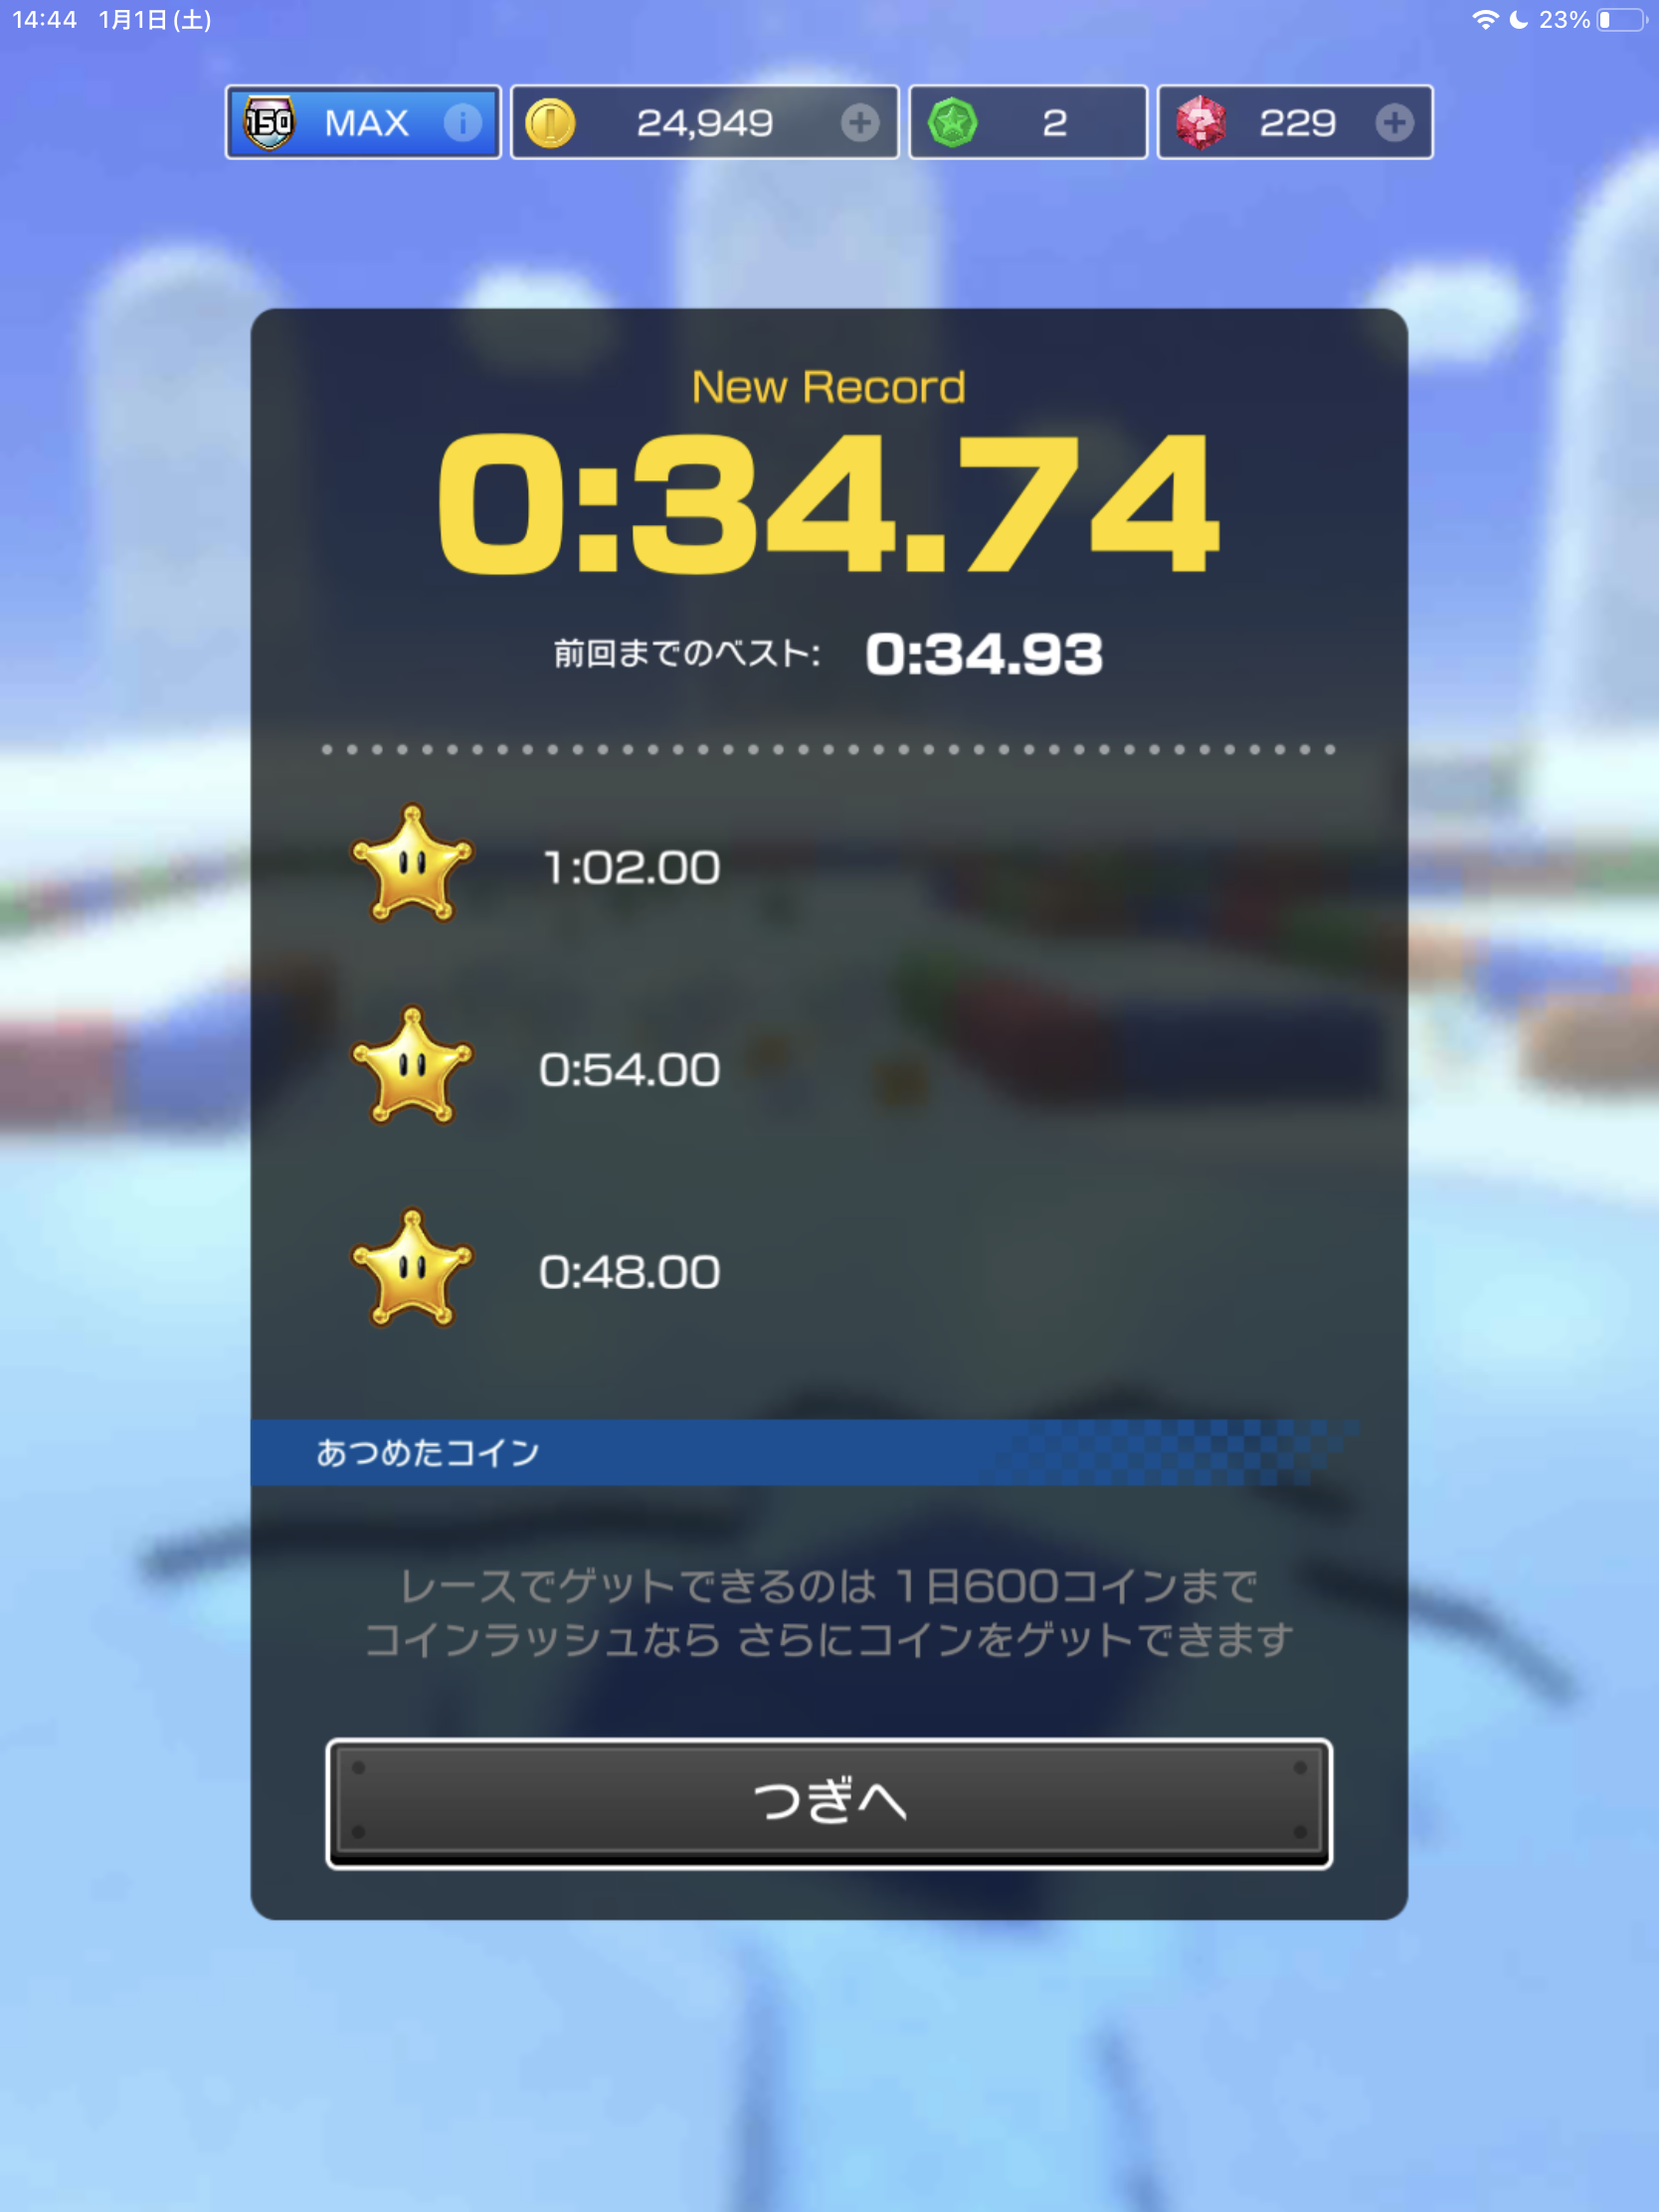 14:44 1月1日(土) 23%
150 MAX 24,949 2 229
New Record
0:34.74
前回までのベスト: 0:34.93
1:02.00
0:54.00
0:48.00
あつめたコイン
レースでゲットできるのは 1日600コインまで
コインラッシュなら さらにコインをゲットできます
つぎへ